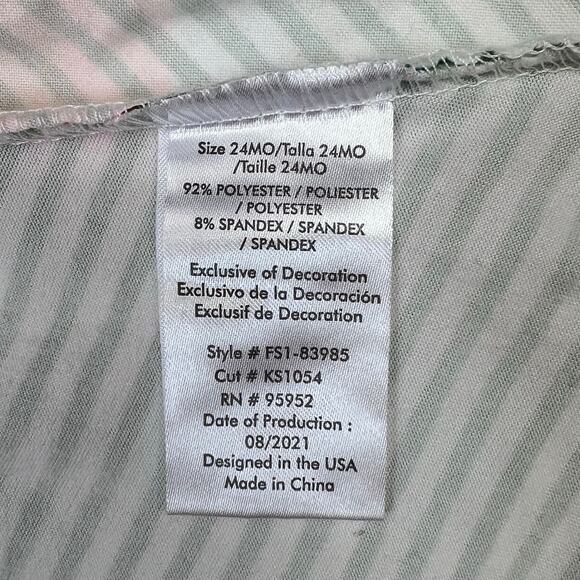 Size 24MO/Talla 24MO
/Taille 24MO
92% POLYESTER / POLIESTER
/ POLYESTER
8% SPANDEX / SPANDEX
/ SPANDEX
Exclusive of Decoration
Exclusivo de la Decoración
Exclusif de Decoration
Style # FS1-83985
Cut # KS1054
RN # 95952
Date of Production :
08/2021
Designed in the USA
Made in China